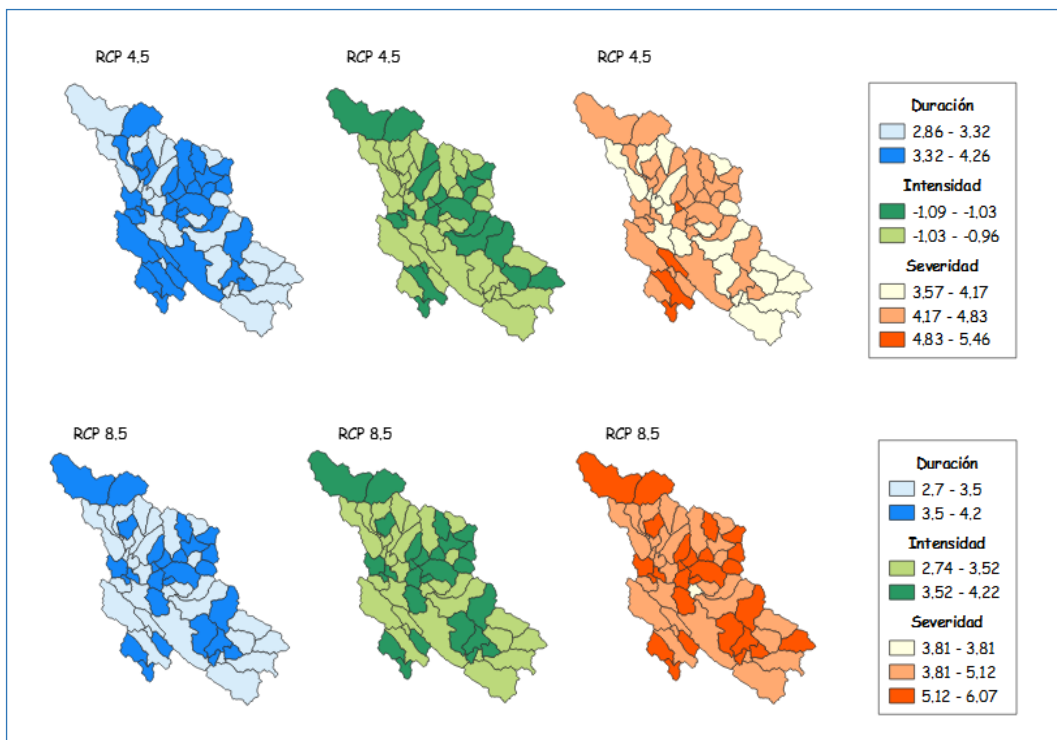 RCP 4.5
RCP 4.5
RCP 4.5
Duración
2.86 - 3.32
3.32 - 4.26
Intensidad
-1.09 - -1.03
-1.03 - -0.96
Severidad
3.57 - 4.17
4.17 - 4.83
4.83 - 5.46
RCP 8.5
RCP 8.5
RCP 8.5
Duración
2.7 - 3.5
3.5 - 4.2
Intensidad
2.74 - 3.52
3.52 - 4.22
Severidad
3.81 - 3.81
3.81 - 5.12
5.12 - 6.07